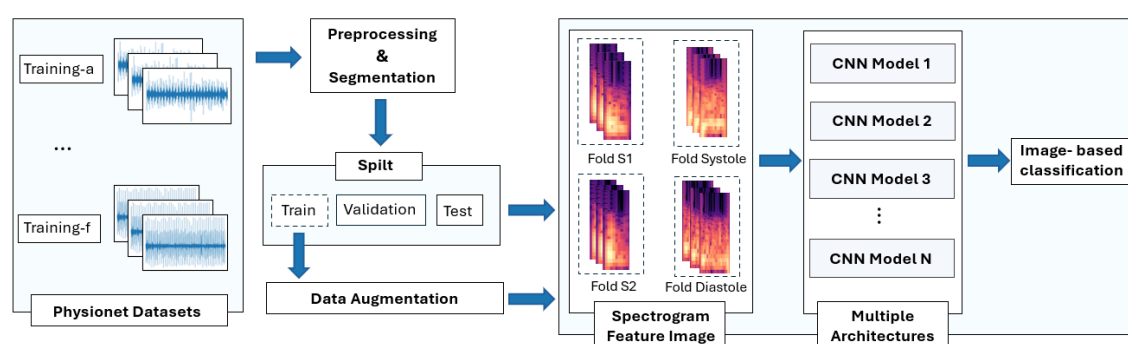 Training-a
...
Training-f
Physionet Datasets
Preprocessing
&
Segmentation
Spilt
Train
Validation
Test
Data Augmentation
Fold S1
Fold Systole
Fold S2
Fold Diastole
Spectrogram
Feature Image
CNN Model 1
CNN Model 2
CNN Model 3
⋮
CNN Model N
Multiple
Architectures
Image- based
classification